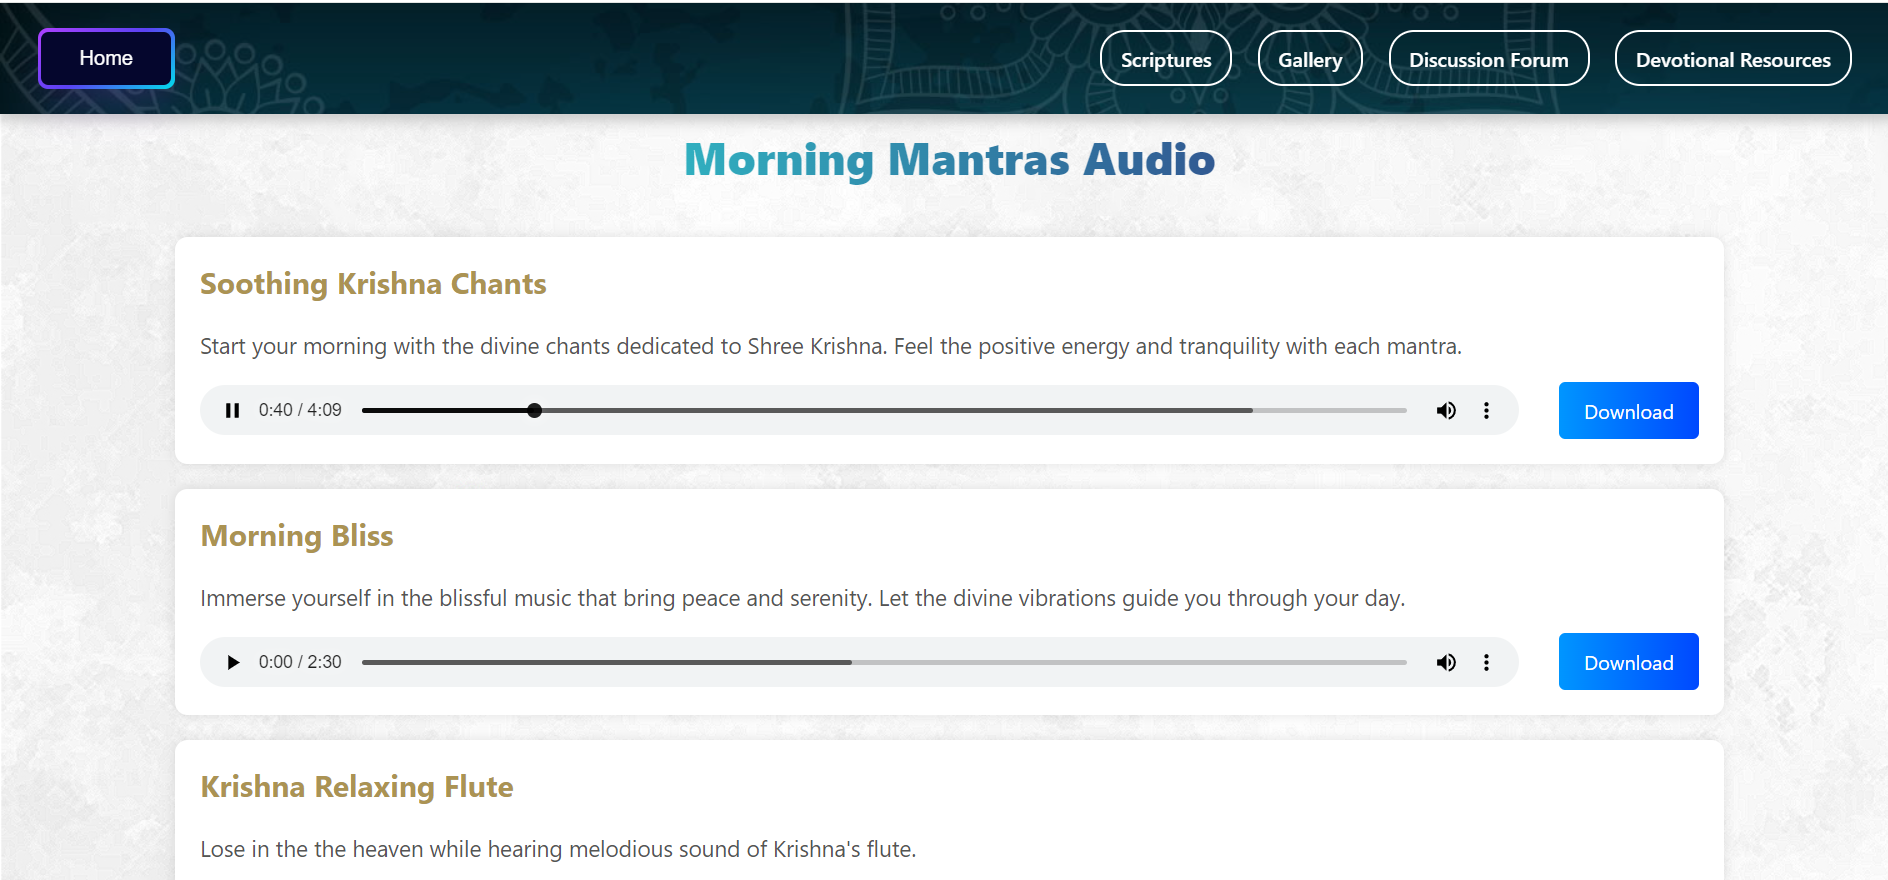 Home
Scriptures
Gallery
Discussion Forum
Devotional Resources
Morning Mantras Audio
Soothing Krishna Chants
Start your morning with the divine chants dedicated to Shree Krishna. Feel the positive energy and tranquility with each mantra.
0:40 / 4:09
Download
Morning Bliss
Immerse yourself in the blissful music that bring peace and serenity. Let the divine vibrations guide you through your day.
0:00 / 2:30
Download
Krishna Relaxing Flute
Lose in the the heaven while hearing melodious sound of Krishna's flute.